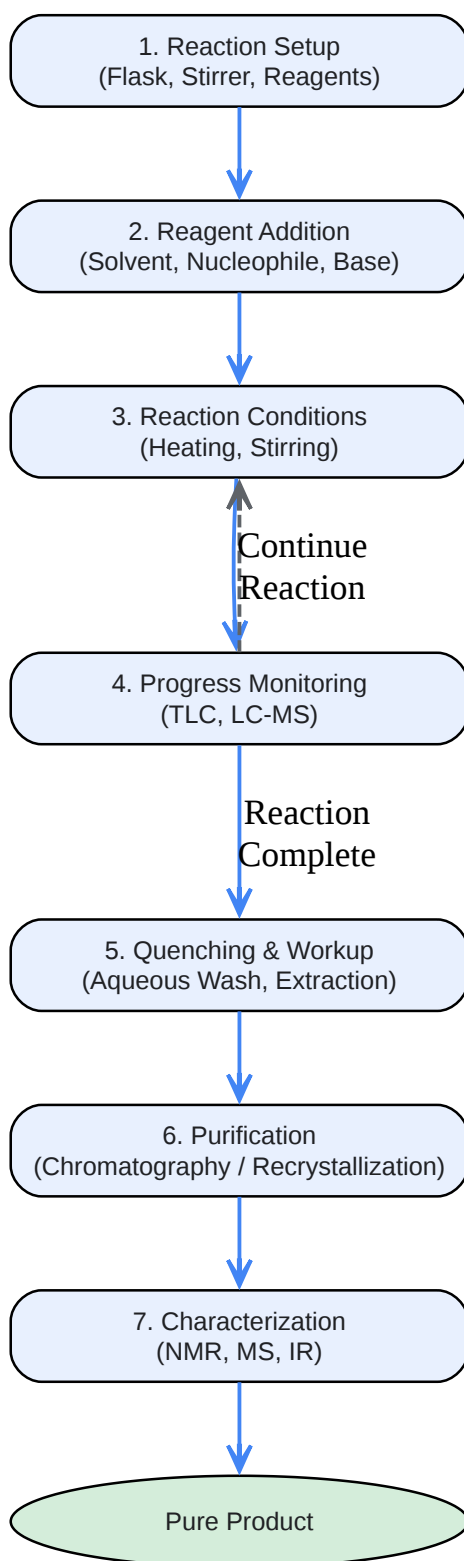 1. Reaction Setup
(Flask, Stirrer, Reagents)
2. Reagent Addition
(Solvent, Nucleophile, Base)
3. Reaction Conditions
(Heating, Stirring)
Continue
Reaction
4. Progress Monitoring
(TLC, LC-MS)
Reaction
Complete
5. Quenching & Workup
(Aqueous Wash, Extraction)
6. Purification
(Chromatography / Recrystallization)
7. Characterization
(NMR, MS, IR)
Pure Product